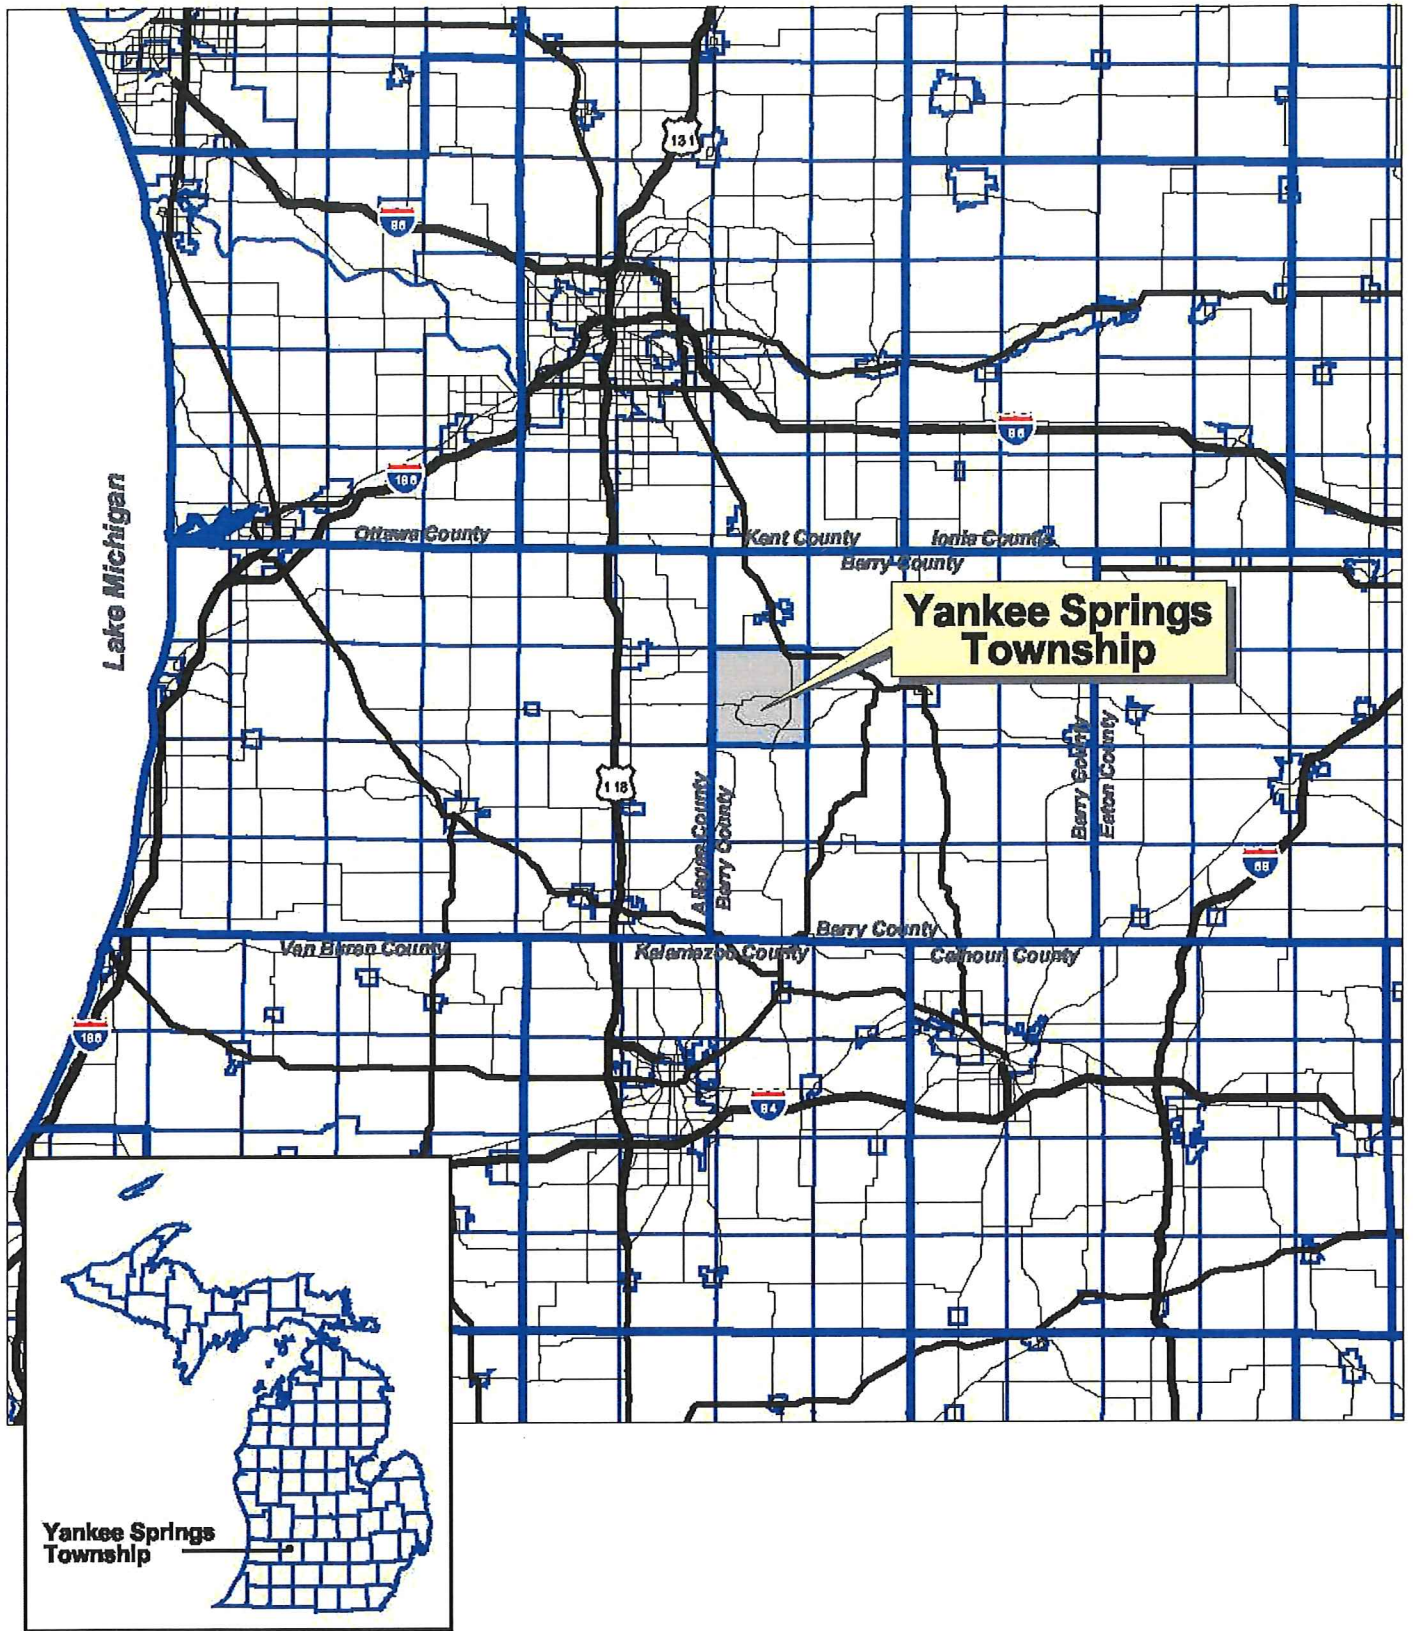 131
96
196
96
Lake Michigan
Ottawa County
Kent County
Ionia County
Barry County
Yankee Springs
Township
Allegan County
Barry County
Barry County
Eaton County
69
Barry County
Van Buren County
Kalamazoo County
Calhoun County
196
94
Yankee Springs
Township